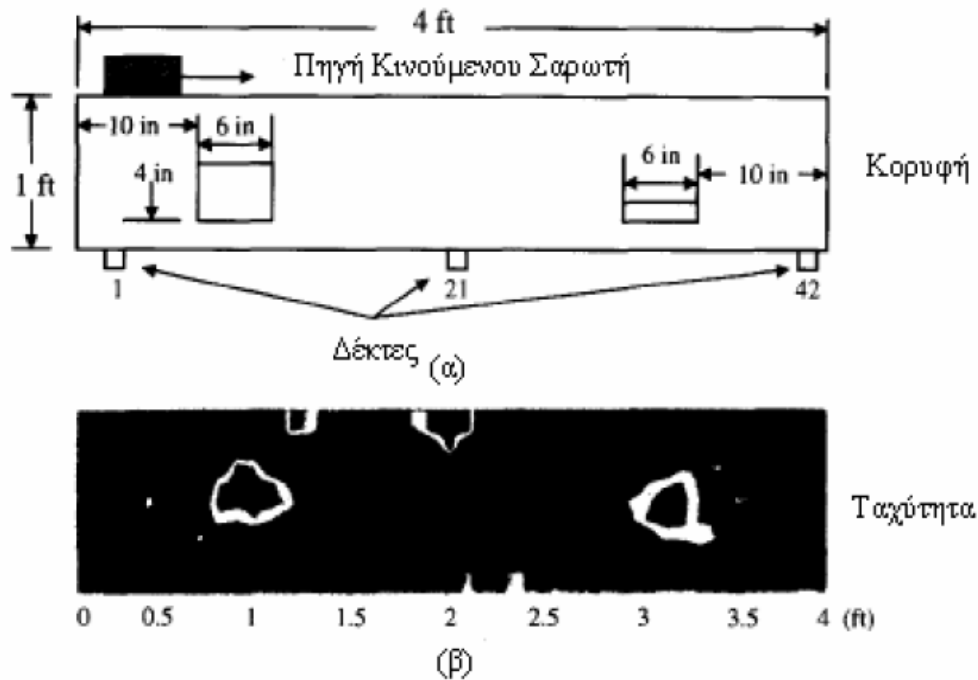 4 ft
Πηγή Κινούμενου Σαρωτή
10 in
6 in
6 in
4 in
10 in
1 ft
Κορυφή
1
21
42
Δέκτες
(α)
Ταχύτητα
0 0.5 1 1.5 2 2.5 3 3.5 4 (ft)
(β)